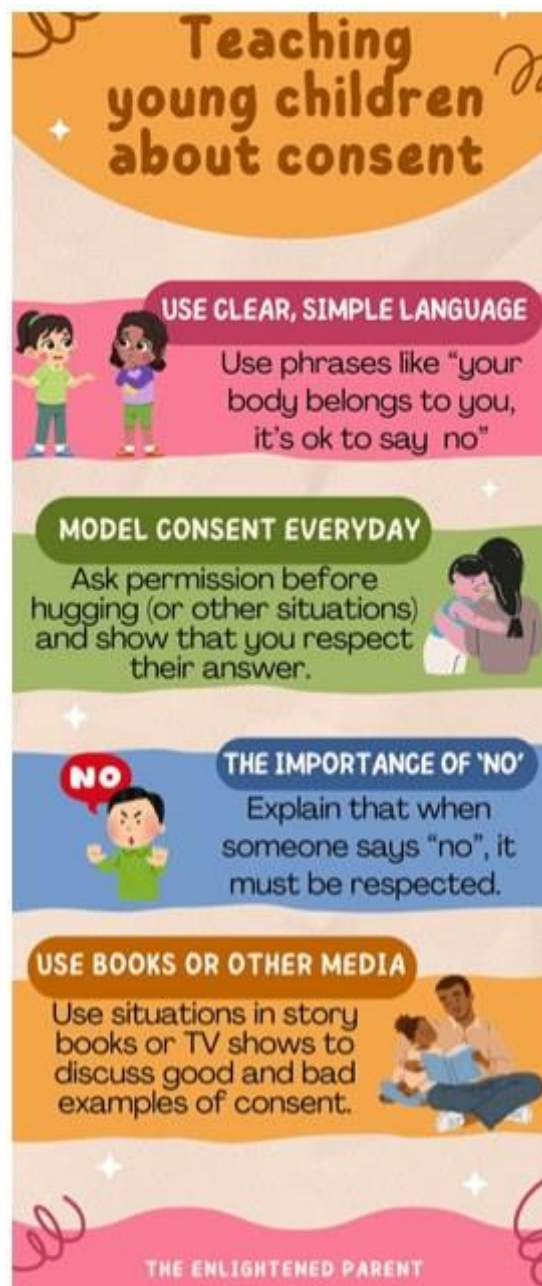 Teaching
young children
about consent
USE CLEAR, SIMPLE LANGUAGE
Use phrases like “your
body belongs to you,
it’s ok to say no”
MODEL CONSENT EVERYDAY
Ask permission before
hugging (or other situations)
and show that you respect
their answer.
NO
THE IMPORTANCE OF ‘NO’
Explain that when
someone says “no”, it
must be respected.
USE BOOKS OR OTHER MEDIA
Use situations in story
books or TV shows to
discuss good and bad
examples of consent.
THE ENLIGHTENED PARENT